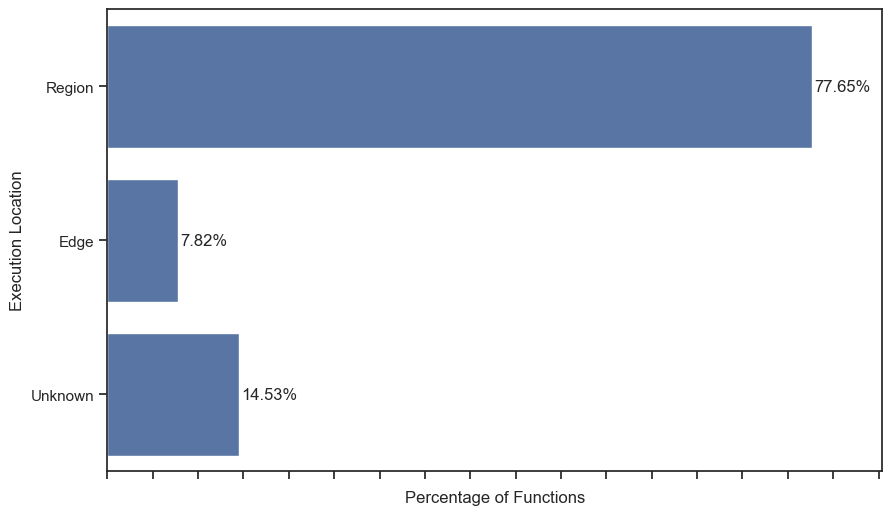 Execution Location
Region
77.65%
Edge
7.82%
Unknown
14.53%
Percentage of Functions